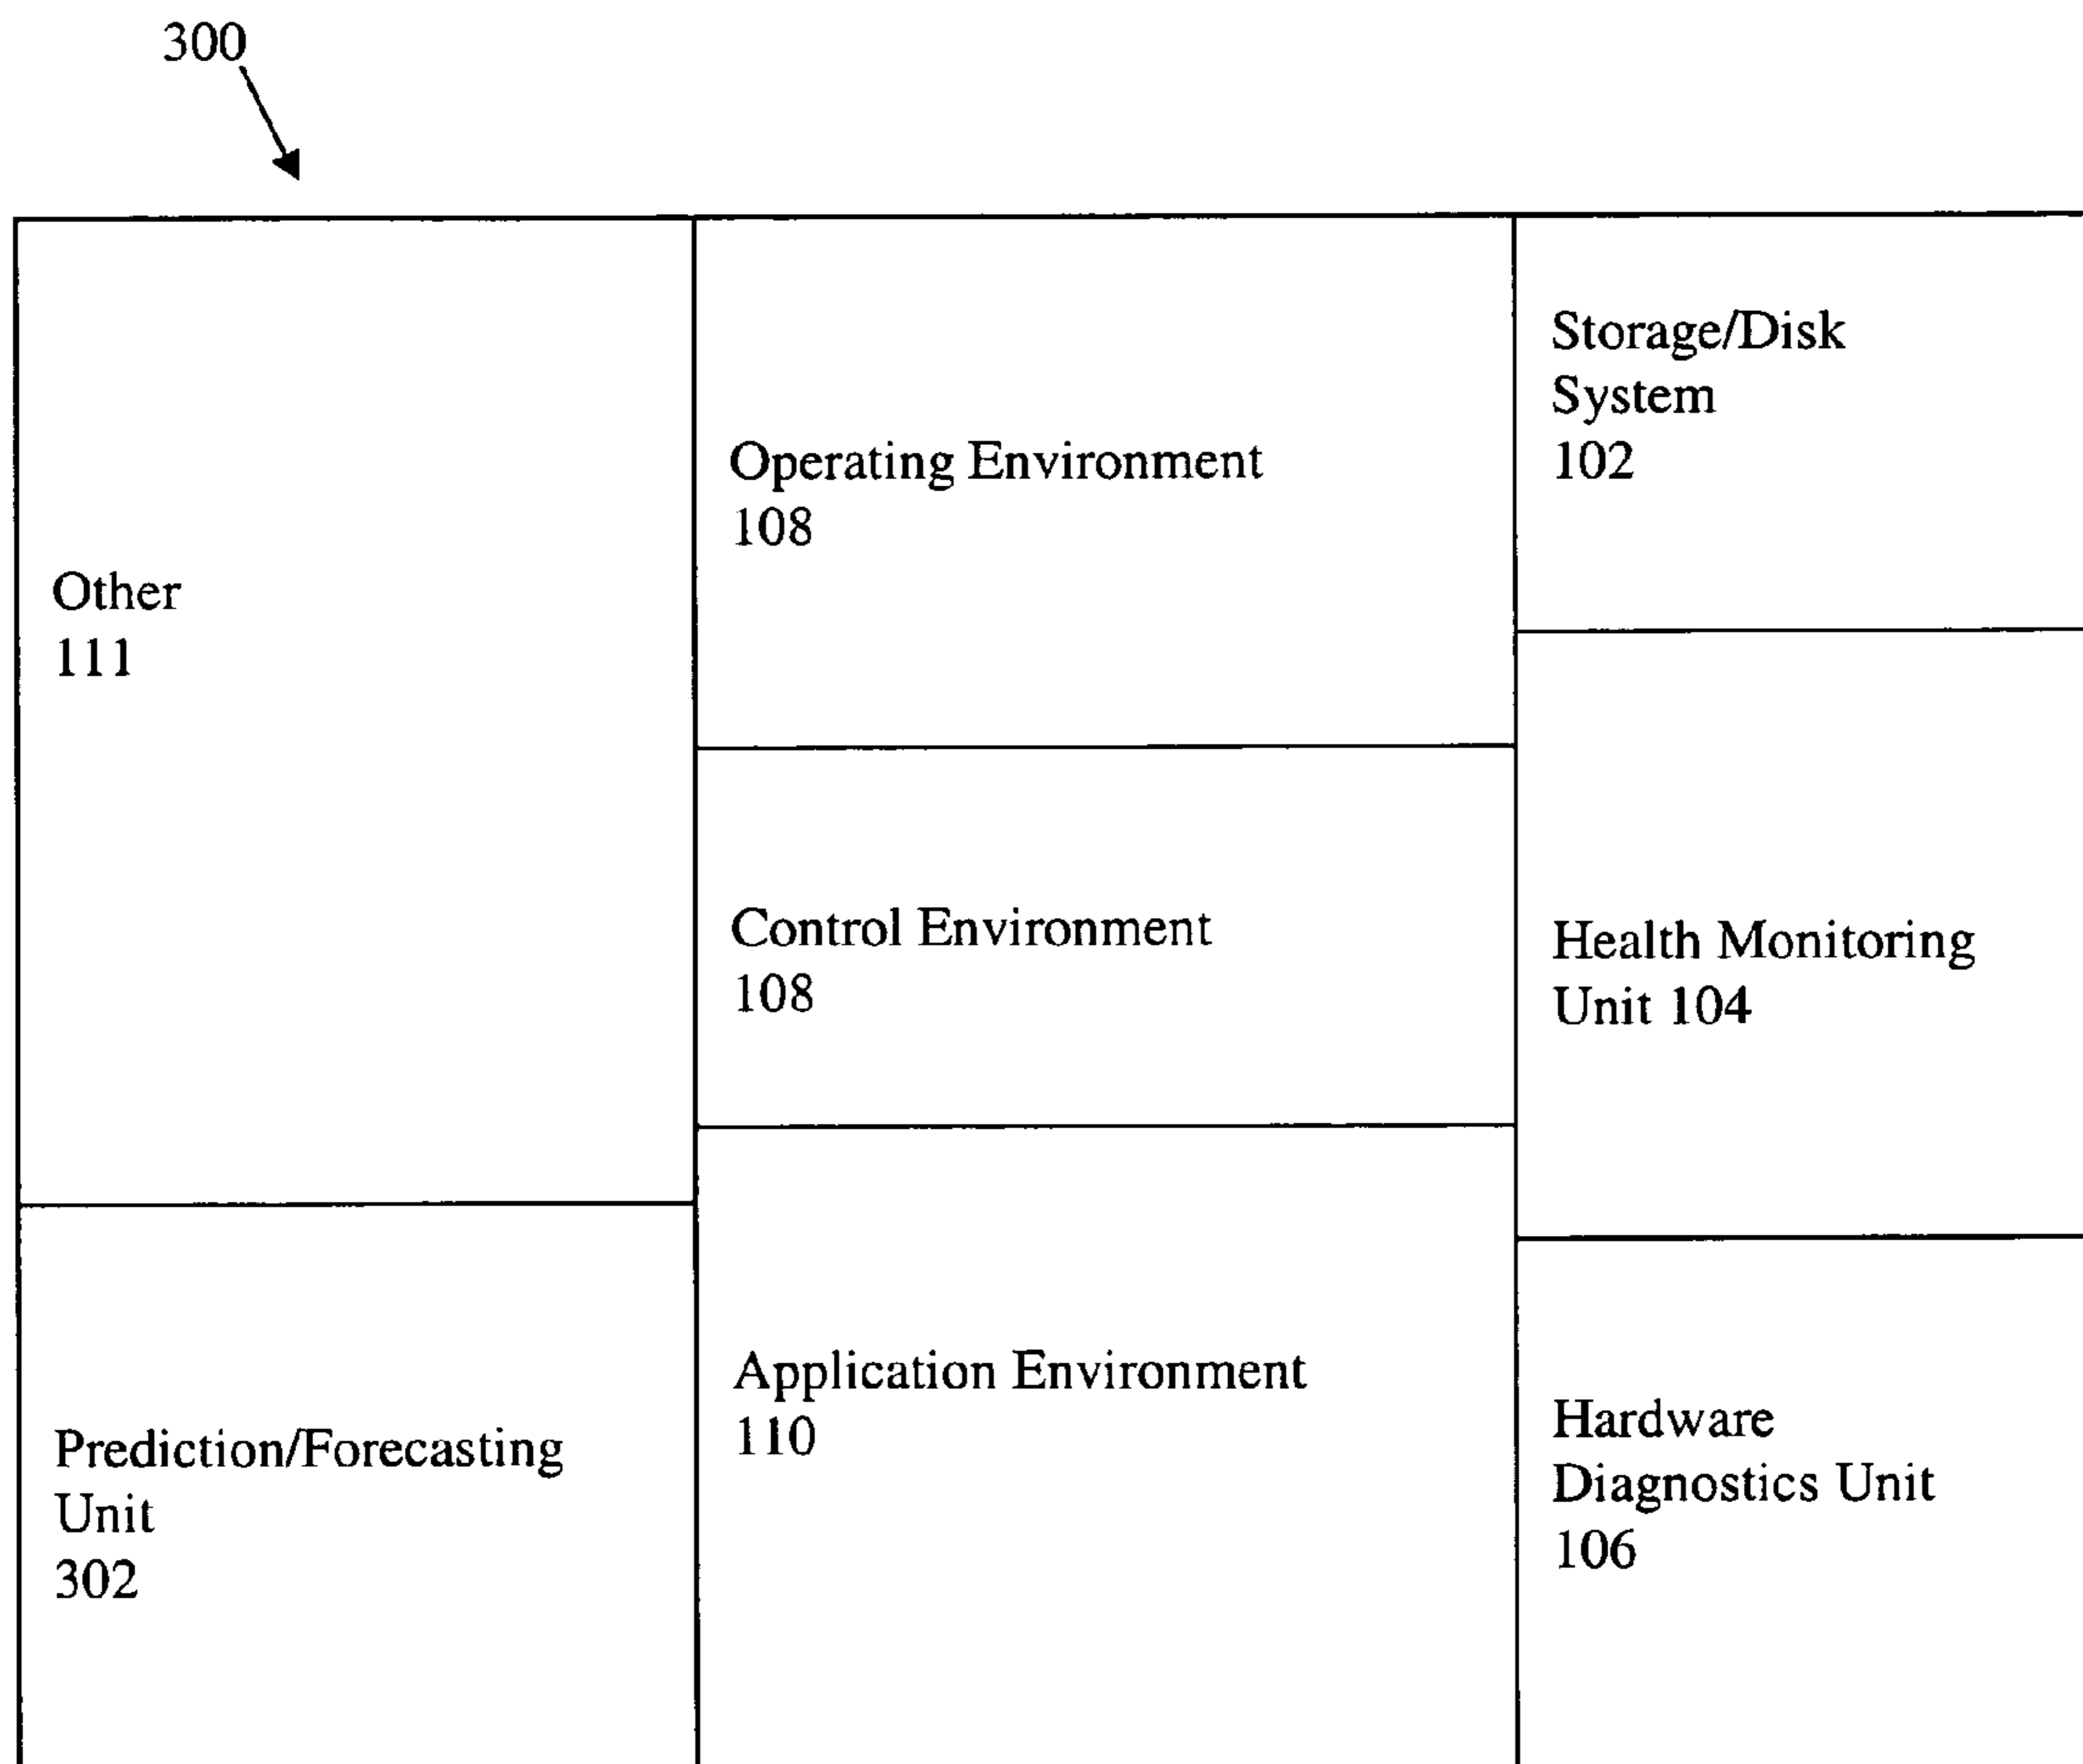 300
Other
111
Prediction/Forecasting
Unit
302
Operating Environment
108
Control Environment
108
Application Environment
110
Storage/Disk
System
102
Health Monitoring
Unit 104
Hardware
Diagnostics Unit
106